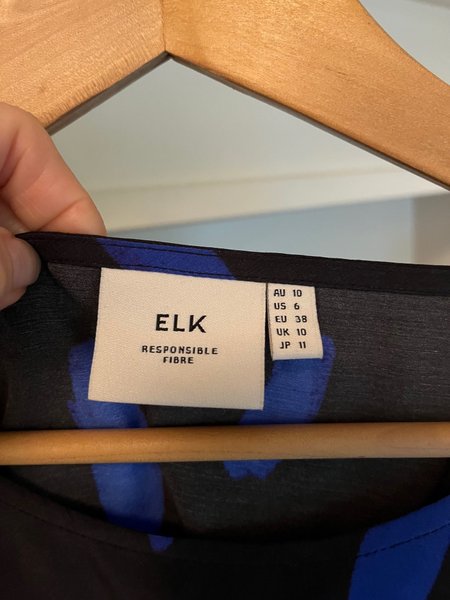 ELK
RESPONSIBLE
FIBRE
AU 10
US 6
EU 38
UK 10
JP 11